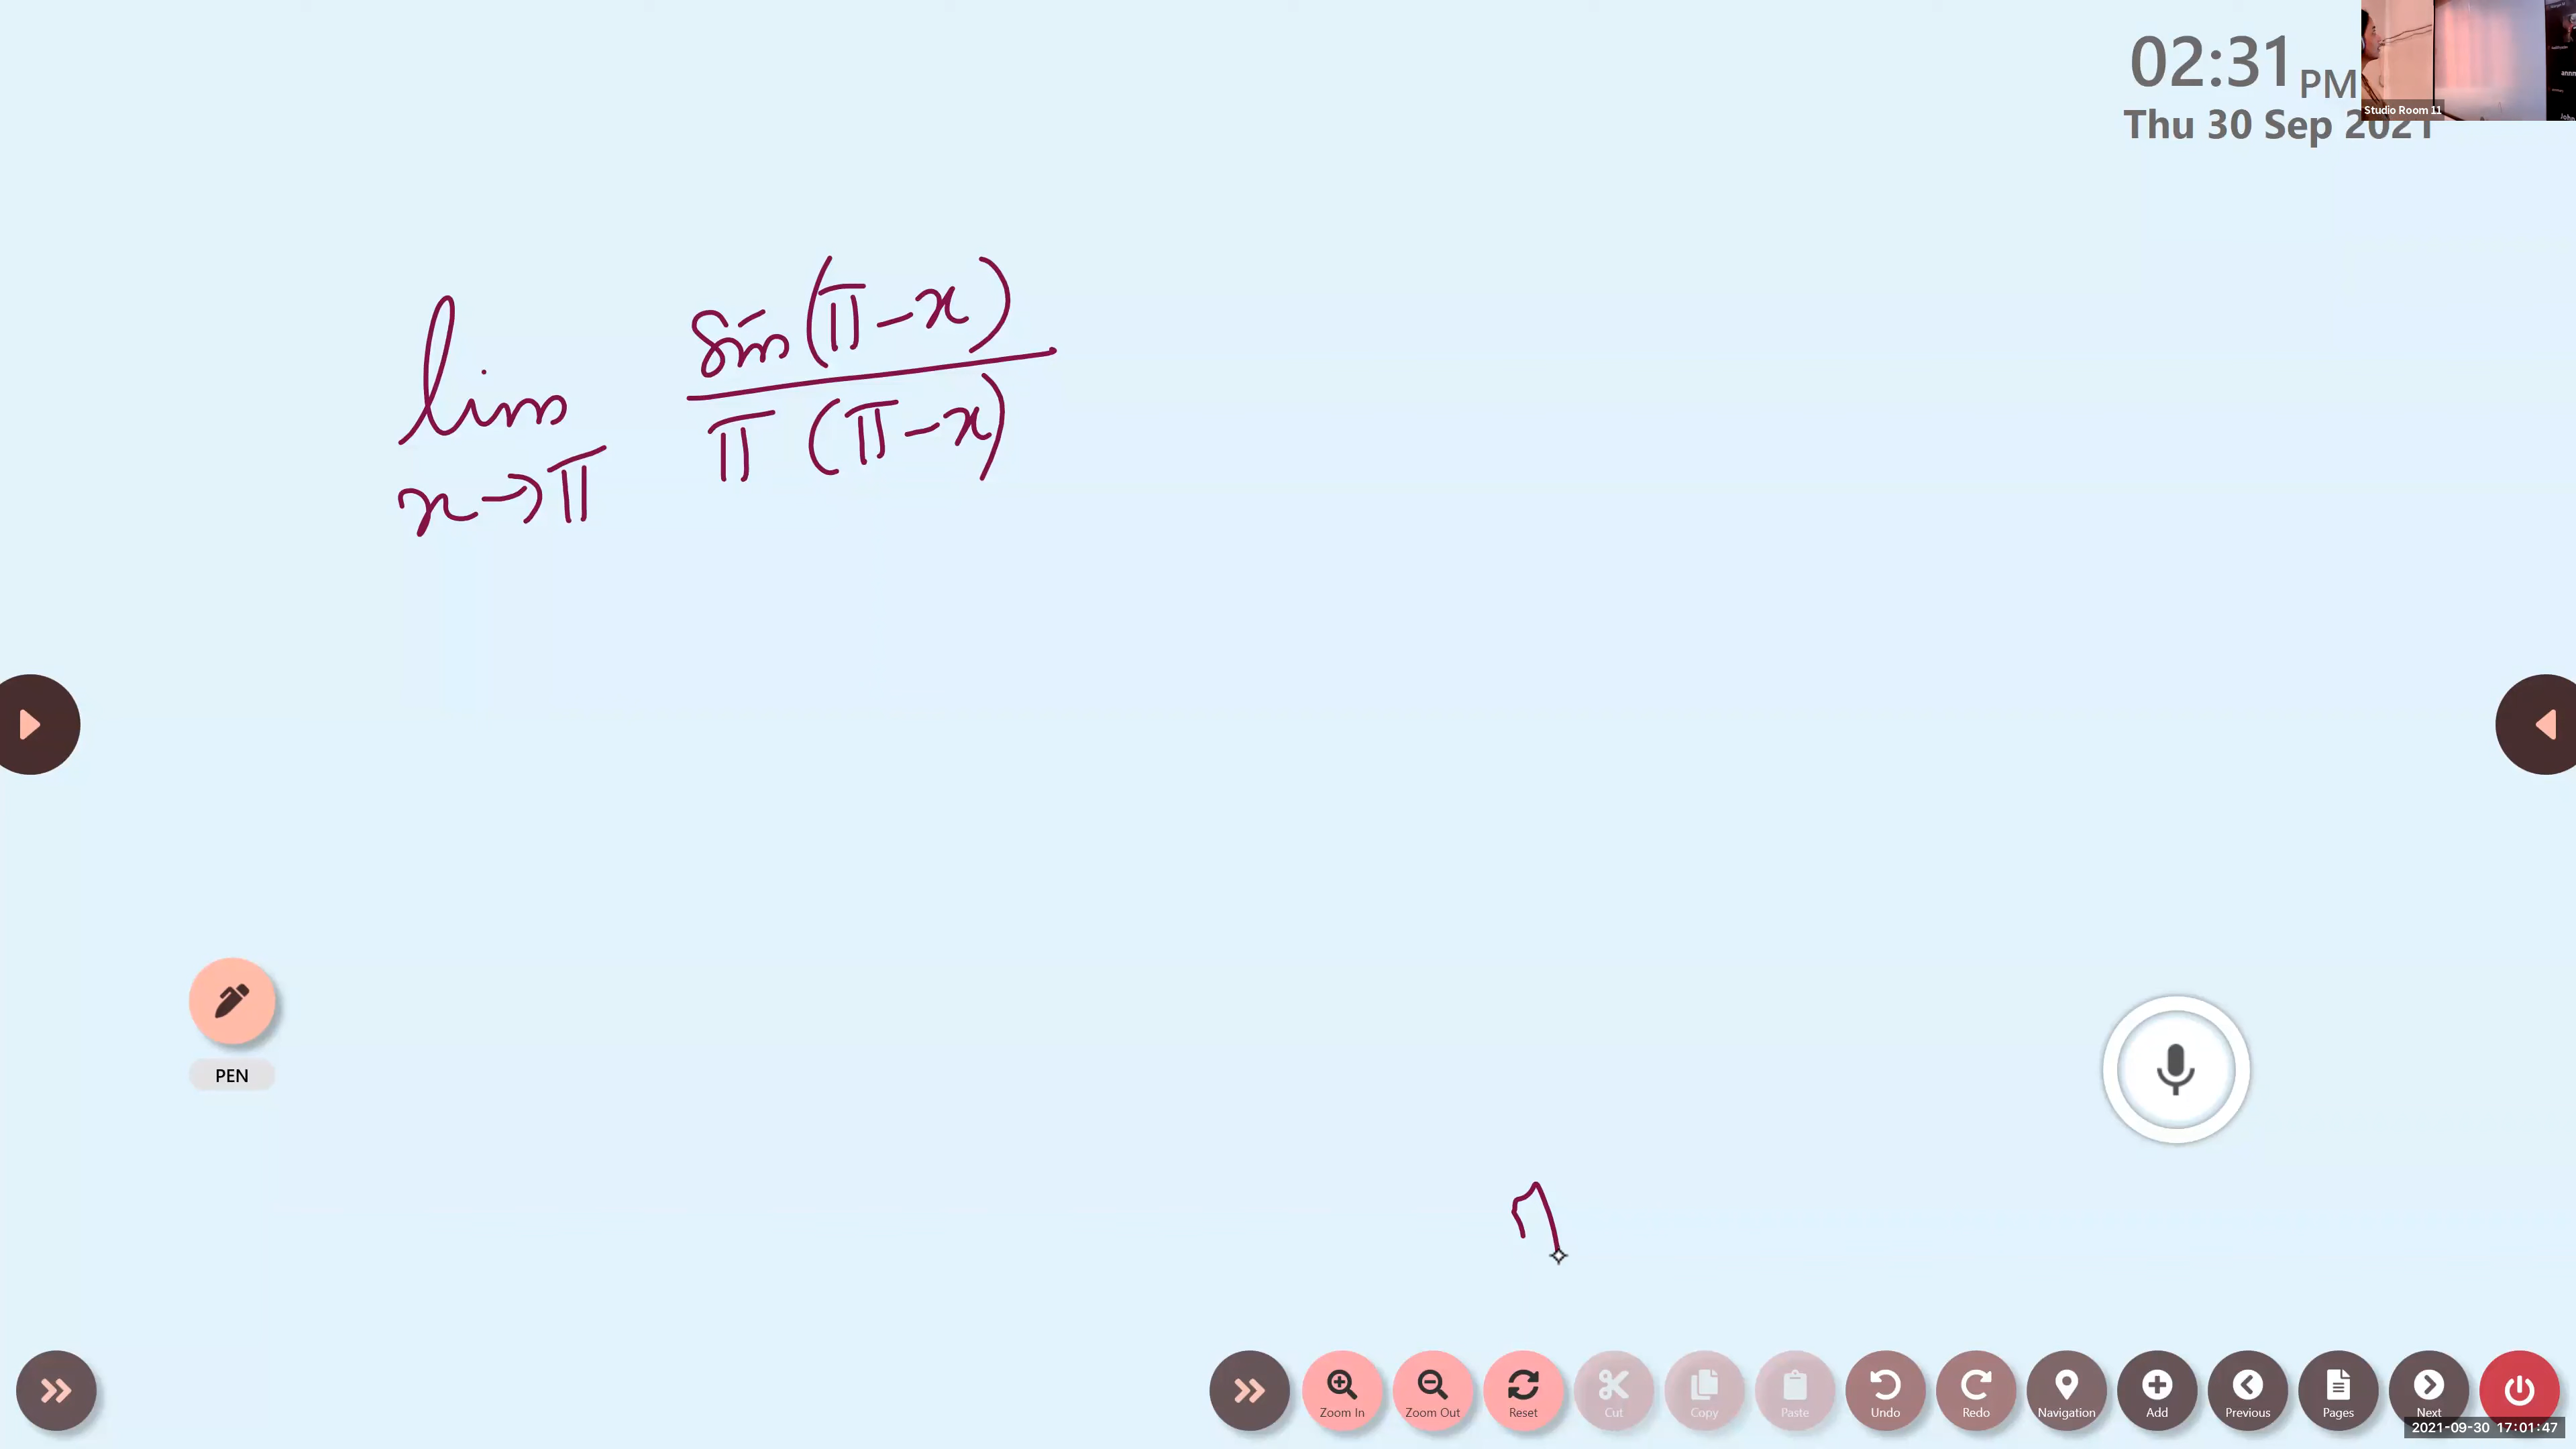 02:31 PM
Thu 30 Sep 2021
Studio Room 11
lim x→π sin(π-x) / π(π-x)
PEN
Zoom In
Zoom Out
Reset
Cut
Copy
Paste
Undo
Redo
Navigation
Add
Previous
Pages
Next
2021-09-30 17:01:47